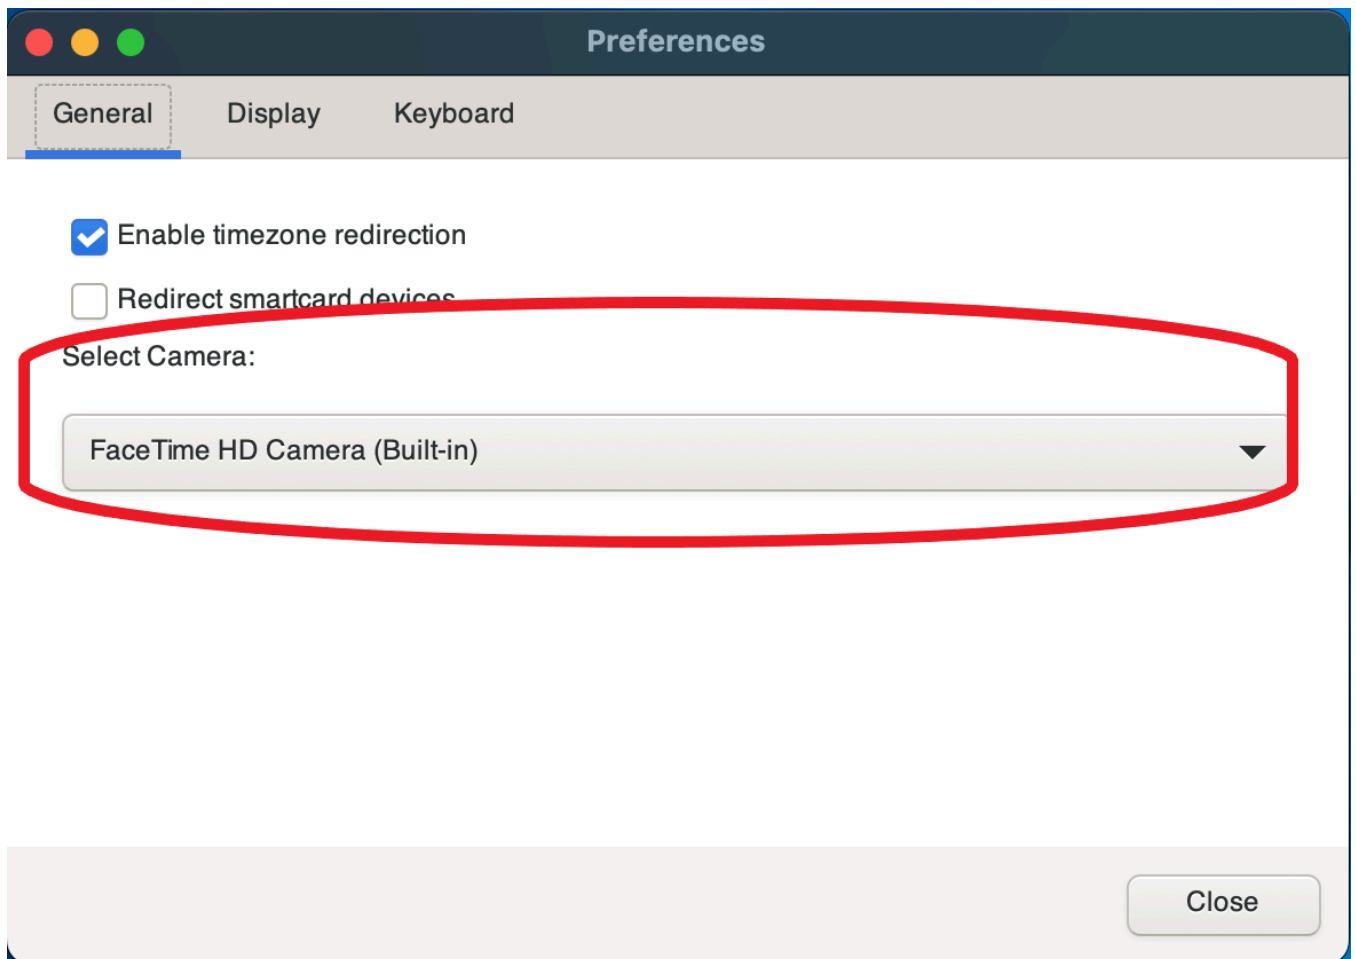 Preferences
General Display Keyboard
Enable timezone redirection
Redirect smartcard devices
Select Camera:
FaceTime HD Camera (Built-in)
Close